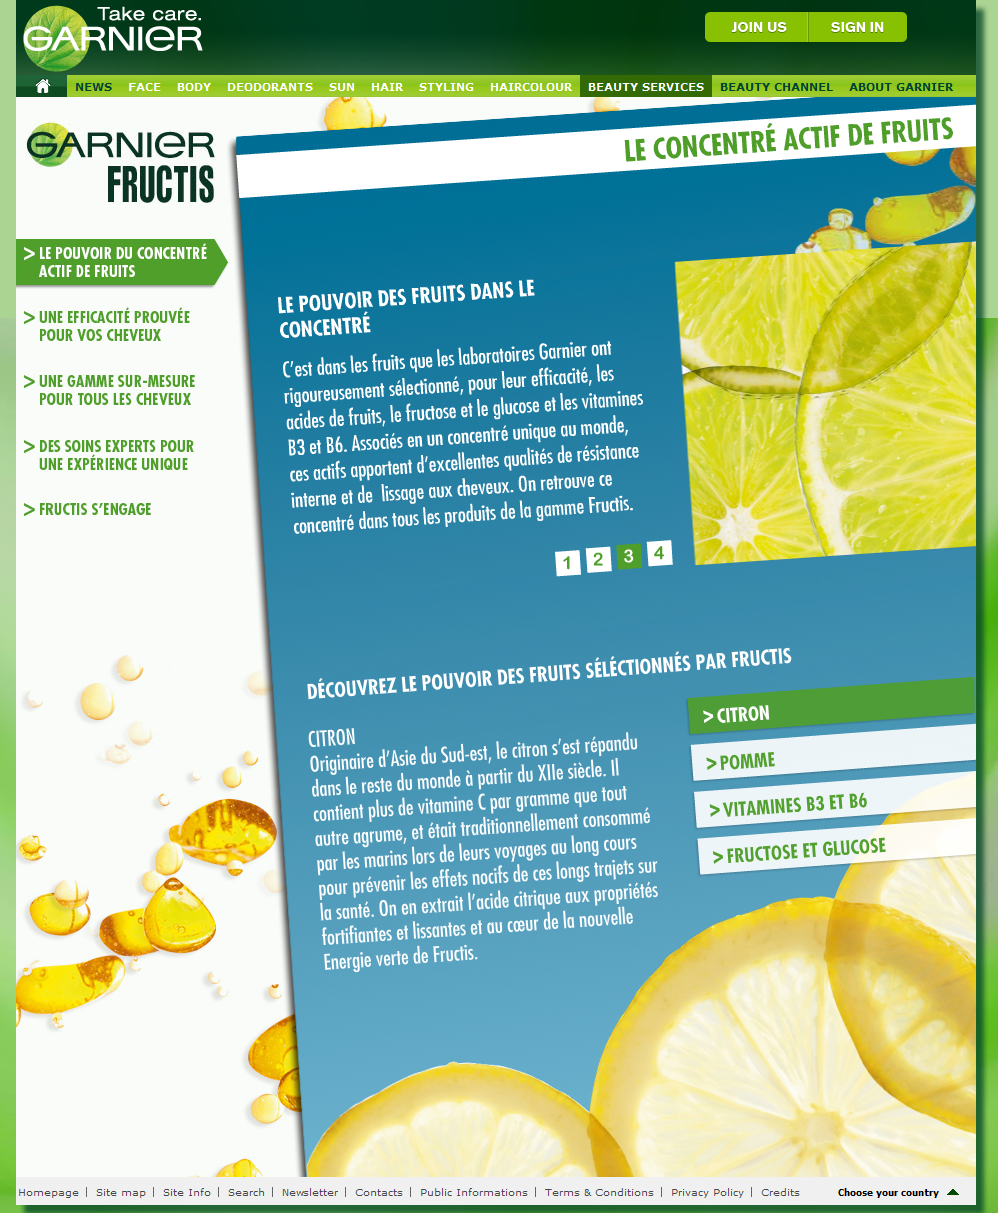 Take care.
GARNIER
JOIN US
SIGN IN
NEWS FACE BODY DEODORANTS SUN HAIR STYLING HAIRCOLOUR BEAUTY SERVICES BEAUTY CHANNEL ABOUT GARNIER
GARNIER
FRUCTIS
> LE POUVOIR DU CONCENTRÉ
ACTIF DE FRUITS
> UNE EFFICACITÉ PROUVÉE
POUR VOS CHEVEUX
> UNE GAMME SUR-MESURE
POUR TOUS LES CHEVEUX
> DES SOINS EXPERTS POUR
UNE EXPÉRIENCE UNIQUE
> FRUCTIS S'ENGAGE
LE CONCENTRÉ ACTIF DE FRUITS
LE POUVOIR DES FRUITS DANS LE
CONCENTRÉ
C'est dans les fruits que les laboratoires Garnier ont
rigoureusement sélectionné, pour leur efficacité, les
acides de fruits, le fructose et le glucose et les vitamines
B3 et B6. Associés en un concentré unique au monde,
ces actifs apportent d'excellentes qualités de résistance
interne et de lissage aux cheveux. On retrouve ce
concentré dans tous les produits de la gamme Fructis.
1 2 3 4
DÉCOUVREZ LE POUVOIR DES FRUITS SÉLÉCTIONNÉS PAR FRUCTIS
CITRON
Originaire d'Asie du Sud-est, le citron s'est répandu
dans le reste du monde à partir du XIIe siècle. Il
contient plus de vitamine C par gramme que tout
autre agrume, et était traditionnellement consommé
par les marins lors de leurs voyages au long cours
pour prévenir les effets nocifs de ces longs trajets sur
la santé. On en extrait l'acide citrique aux propriétés
fortifiantes et lissantes et au cœur de la nouvelle
Energie verte de Fructis.
> CITRON
> POMME
> VITAMINES B3 ET B6
> FRUCTOSE ET GLUCOSE
Homepage | Site map | Site Info | Search | Newsletter | Contacts | Public Informations | Terms & Conditions | Privacy Policy | Credits
Choose your country